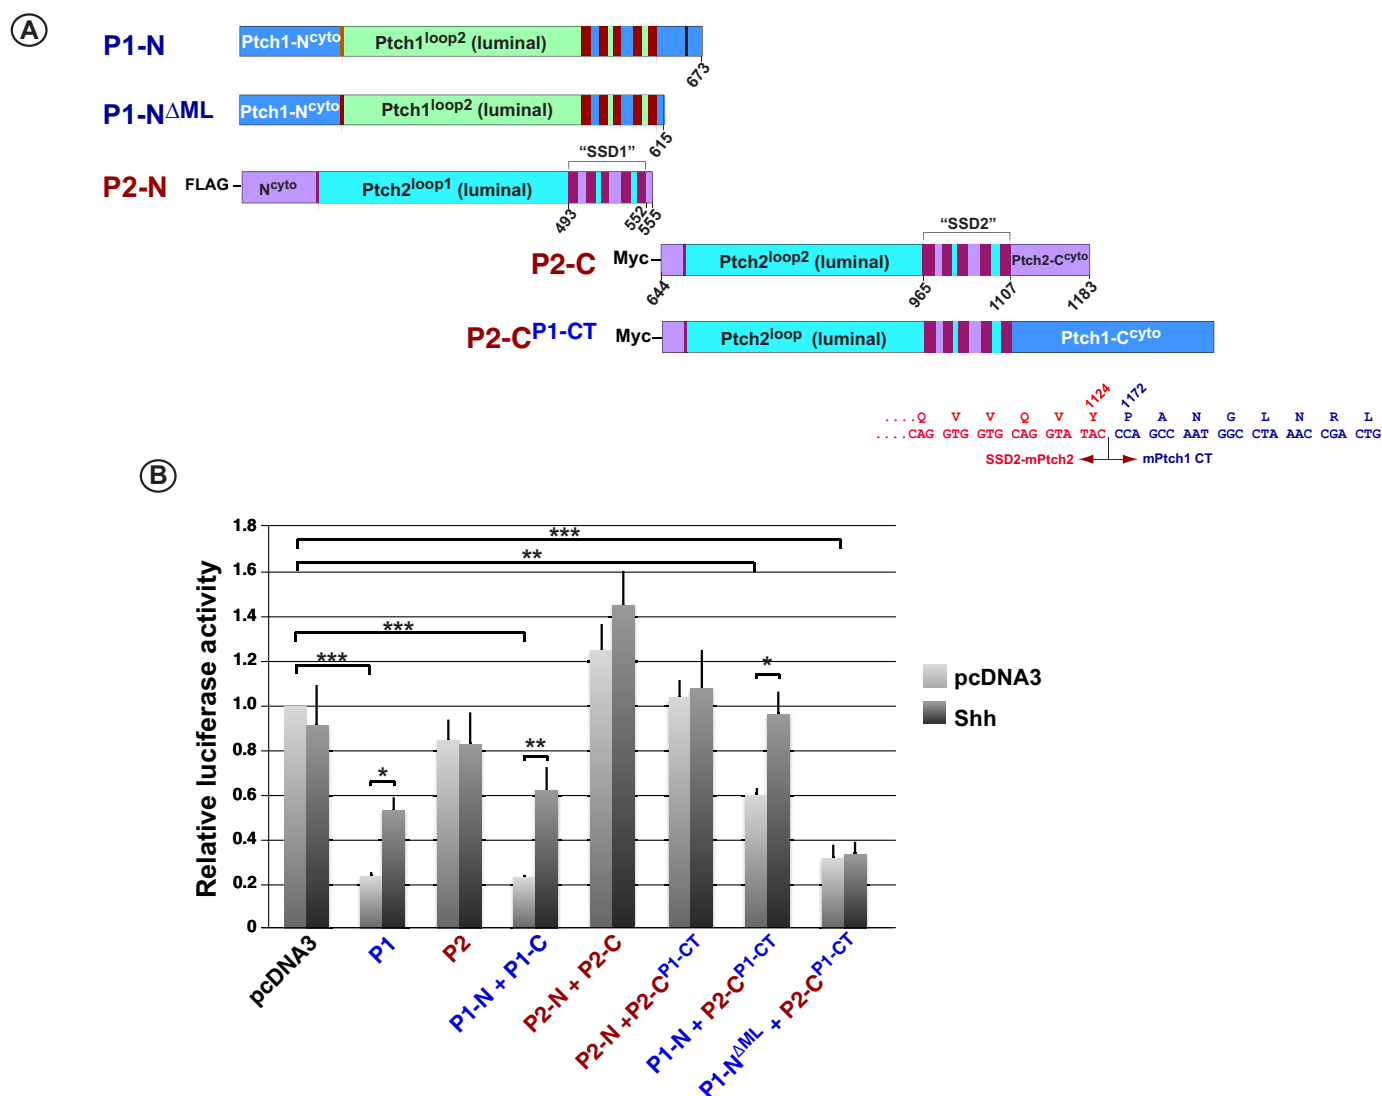 A
P1-N
Ptch1-Ncyto
Ptch1loop2 (luminal)
673
P1-NΔML
Ptch1-Ncyto
Ptch1loop2 (luminal)
615
"SSD1"
P2-N
FLAG
Ncyto
Ptch2loop1 (luminal)
493
552
555
"SSD2"
P2-C
Myc
Ptch2loop2 (luminal)
Ptch2-Ccyto
644
965
1107
1183
P2-CP1-CT
Myc
Ptch2loop (luminal)
Ptch1-Ccyto
1124
1172
....Q V V Q V Y P A N G L N R L
....CAG GTG GTG CAG GTA TAC CCA GCC AAT GGC CTA AAC CGA CTG
SSD2-mPtch2
mPtch1 CT
B
Relative luciferase activity
1.8
1.6
1.4
1.2
1.0
0.8
0.6
0.4
0.2
0
***
**
***
***
*
**
*
pcDNA3
Shh
pcDNA3
P1
P2
P1-N + P1-C
P2-N + P2-C
P2-N +P2-CP1-CT
P1-N + P2-CP1-CT
P1-NΔML + P2-CP1-CT